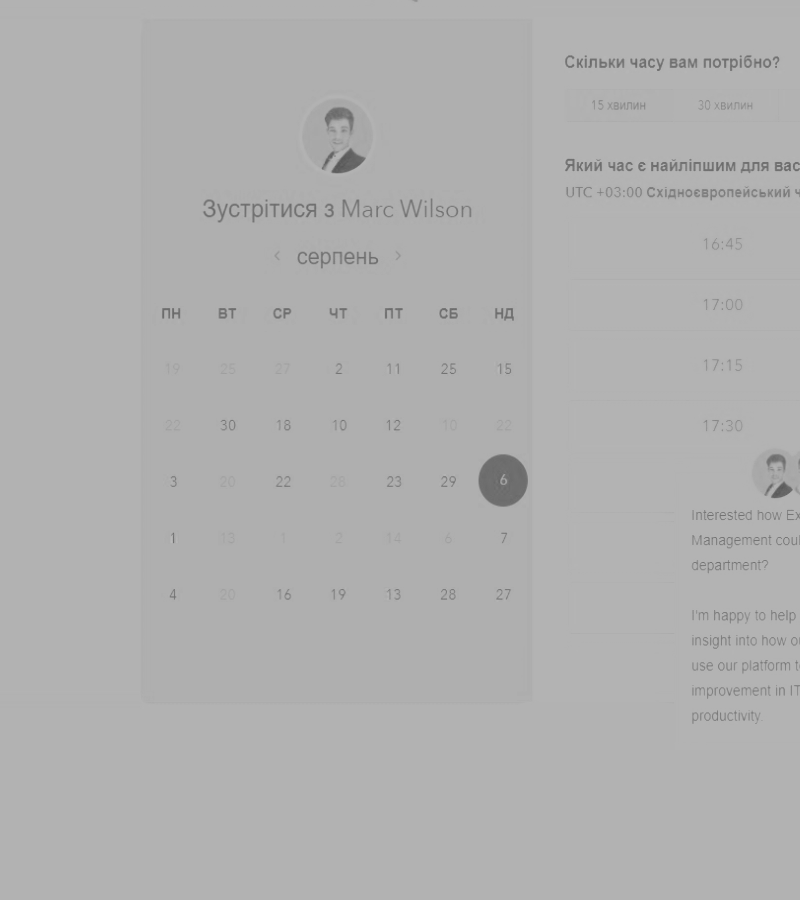 Скільки часу вам потрібно?
15 хвилин 30 хвилин
Який час є найліпшим для вас
UTC +03:00 Східноєвропейський ч
Зустрітися з Marc Wilson
‹ серпень ›
ПН ВТ СР ЧТ ПТ СБ НД
19 25 27 2 11 25 15
22 30 18 10 12 10 22
3 20 22 28 23 29 6
1 13 1 2 14 6 7
4 20 16 19 13 28 27
16:45
17:00
17:15
17:30
Interested how Ex
Management coul
department?
I'm happy to help
insight into how o
use our platform t
improvement in IT
productivity.